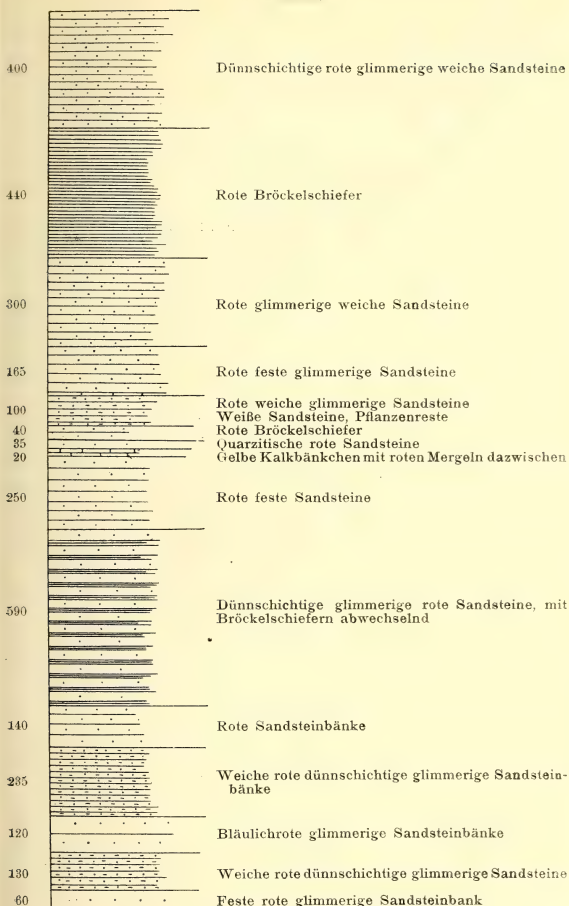 400 Dünnschichtige rote glimmerige weiche Sandsteine
440 Rote Bröckelschiefer
300 Rote glimmerige weiche Sandsteine
165 Rote feste glimmerige Sandsteine
Rote weiche glimmerige Sandsteine
100 Weiße Sandsteine, Pflanzenreste
40 Rote Bröckelschiefer
35 Quarzitische rote Sandsteine
20 Gelbe Kalkbänkchen mit roten Mergeln dazwischen
250 Rote feste Sandsteine
590 Dünnschichtige glimmerige rote Sandsteine, mit
Bröckelschiefern abwechselnd
140 Rote Sandsteinbänke
235 Weiche rote dünnschichtige glimmerige Sandstein-
bänke
120 Bläulichrote glimmerige Sandsteinbänke
130 Weiche rote dünnschichtige glimmerige Sandsteine
60 Feste rote glimmerige Sandsteinbank